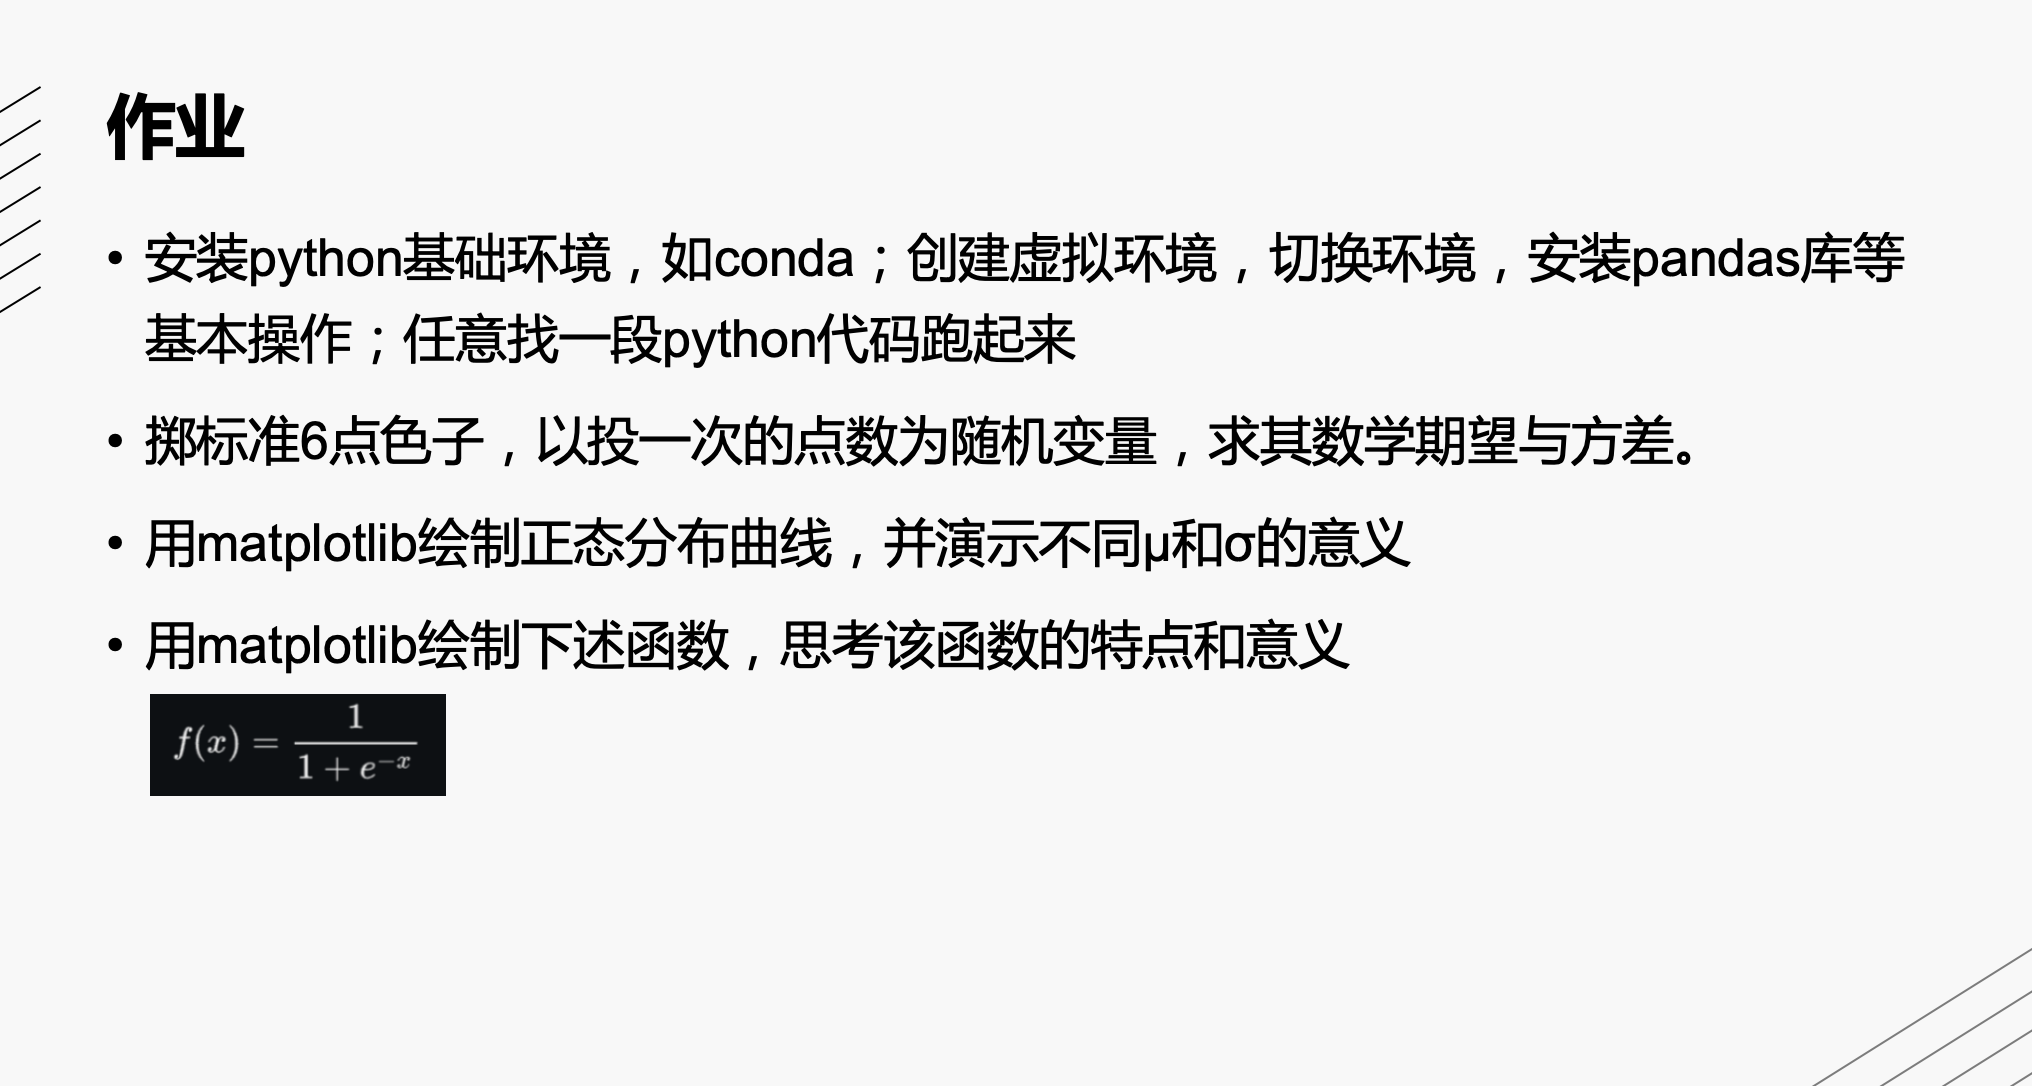 作业
• 安装python基础环境，如conda；创建虚拟环境，切换环境，安装pandas库等
基本操作；任意找一段python代码跑起来
• 掷标准6点色子，以投一次的点数为随机变量，求其数学期望与方差。
• 用matplotlib绘制正态分布曲线，并演示不同μ和σ的意义
• 用matplotlib绘制下述函数，思考该函数的特点和意义
f(x) = 1 / (1 + e^{-x})